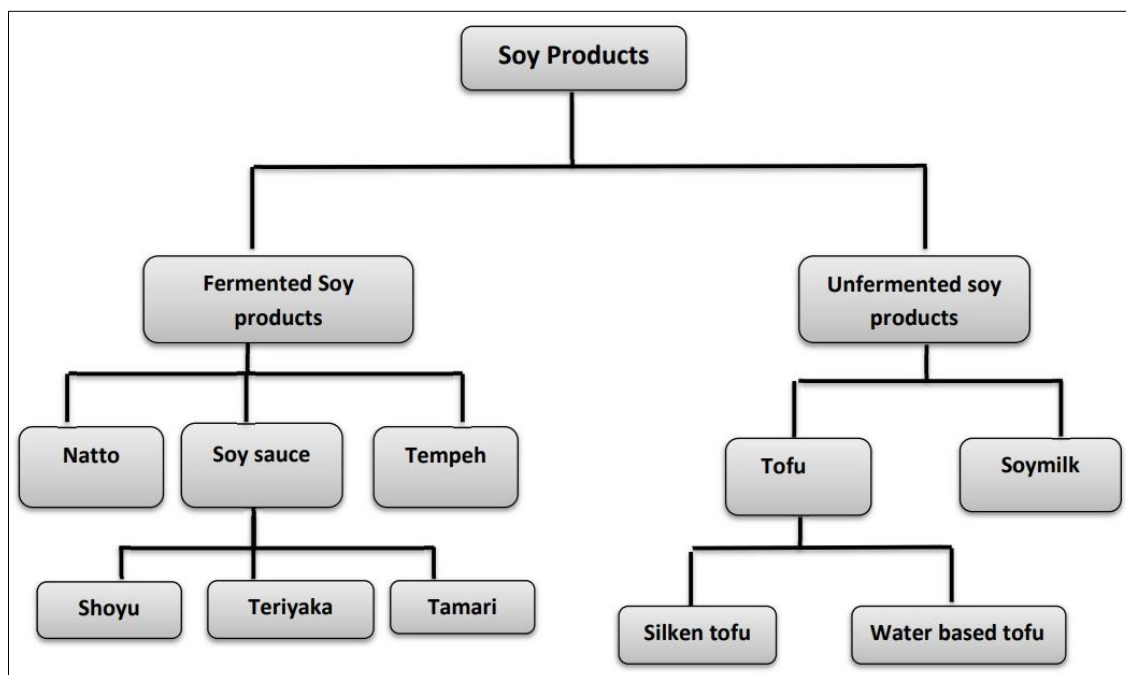 Soy Products
Fermented Soy
products
Unfermented soy
products
Natto
Soy sauce
Tempeh
Tofu
Soymilk
Shoyu
Teriyaka
Tamari
Silken tofu
Water based tofu